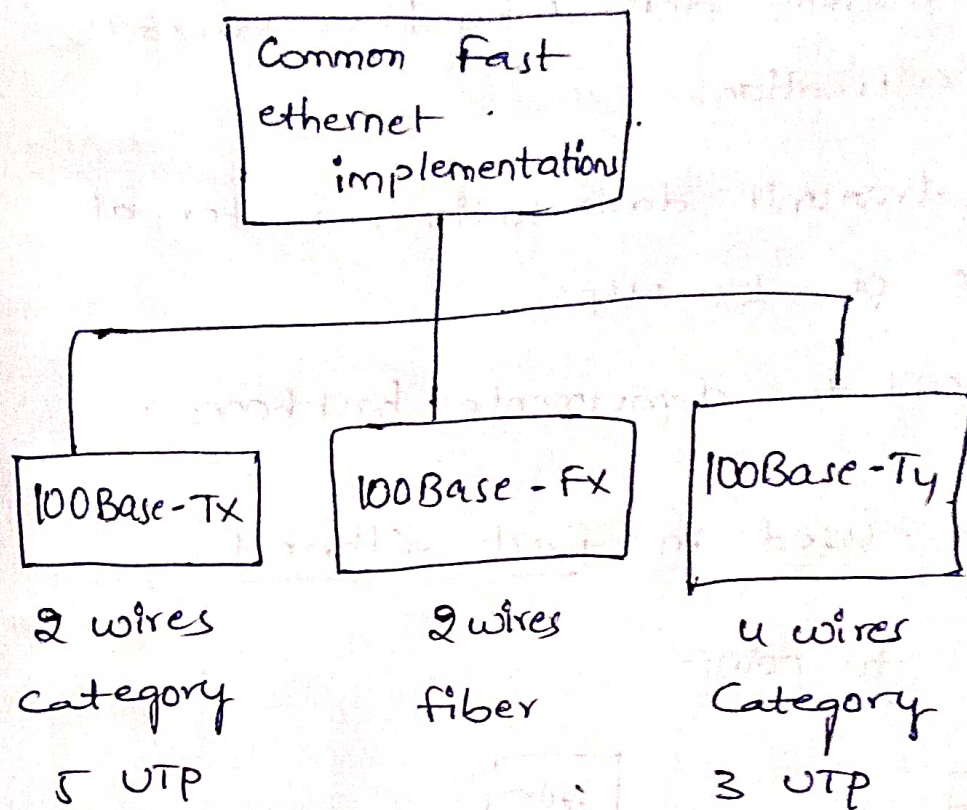 Common Fast
ethernet
implementations
100Base-Tx
100Base-Fx
100Base-T4
2 wires
Category
5 UTP
2 wires
fiber
4 wires
Category
3 UTP